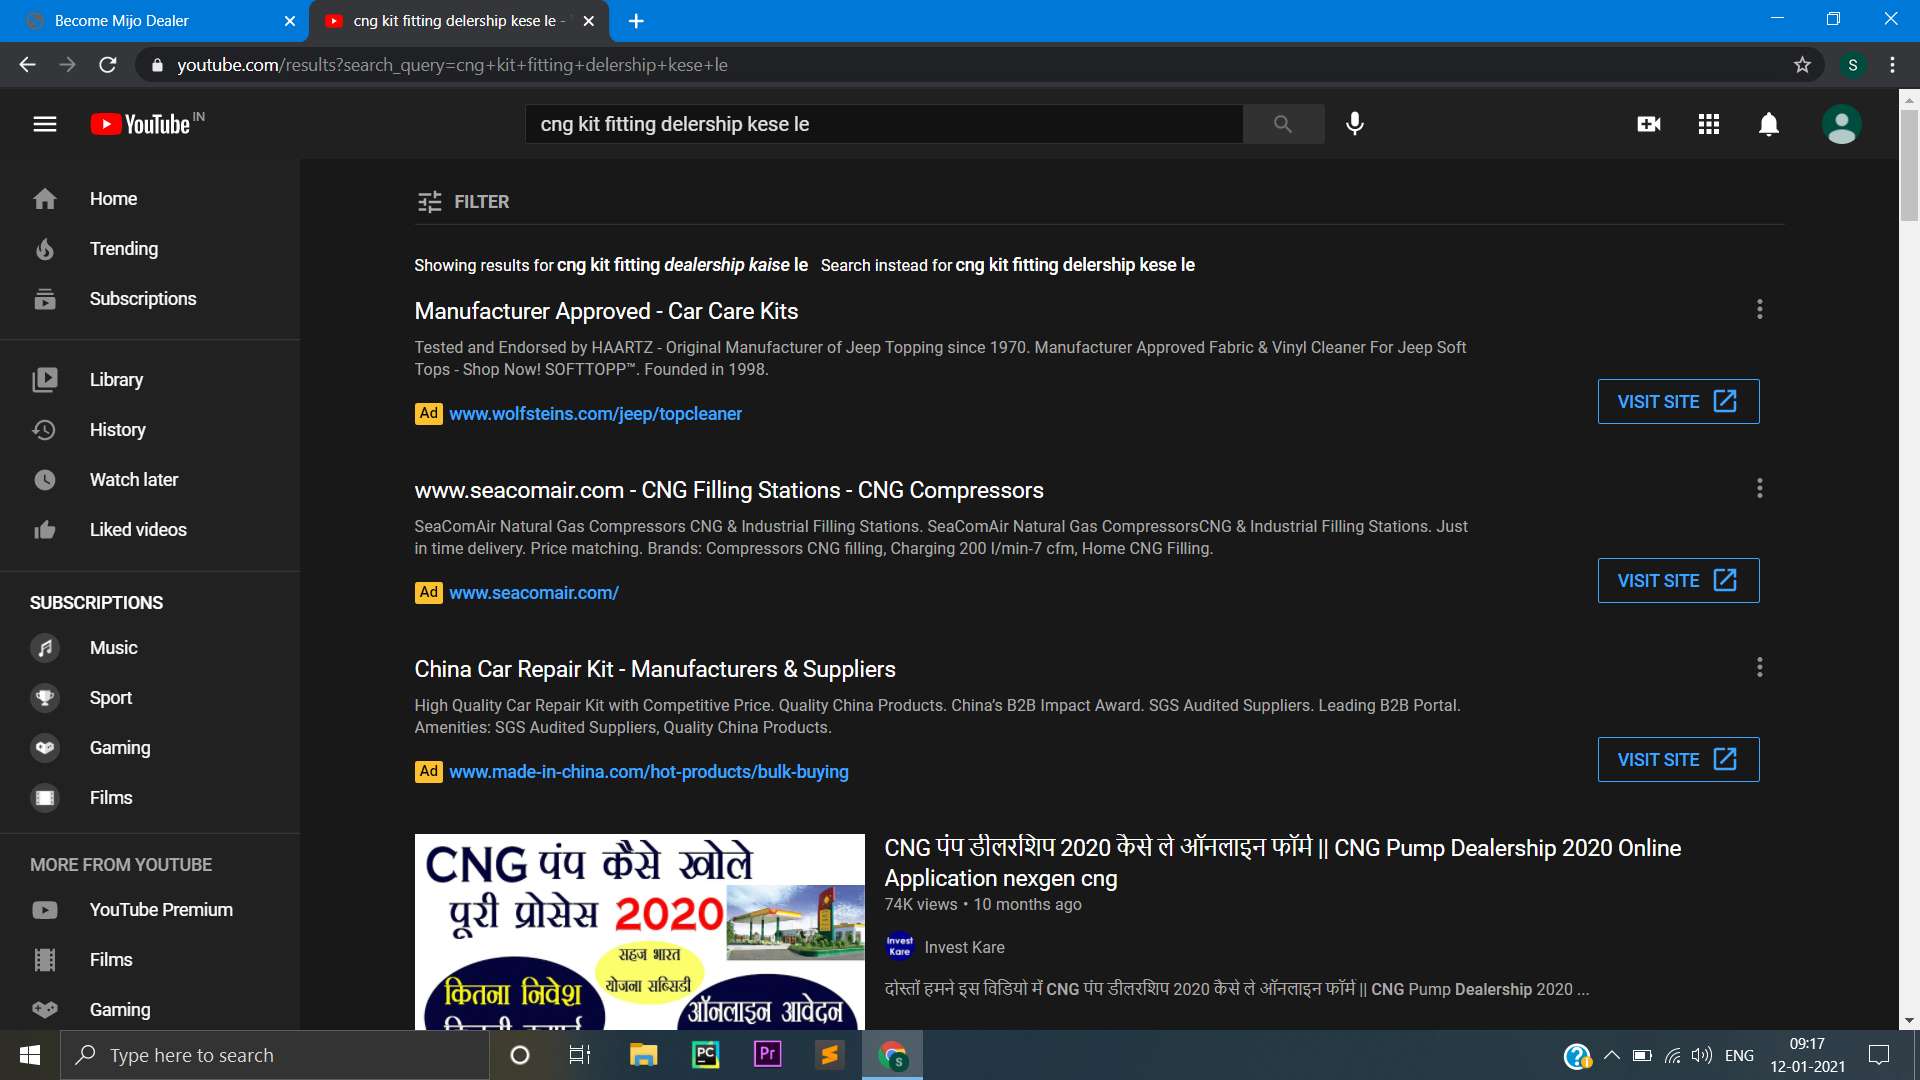 Become Mijo Dealer
cng kit fitting delership kese le -
youtube.com/results?search_query=cng+kit+fitting+delership+kese+le
S
YouTube IN
cng kit fitting delership kese le
Home
Trending
Subscriptions
Library
History
Watch later
Liked videos
SUBSCRIPTIONS
Music
Sport
Gaming
Films
MORE FROM YOUTUBE
YouTube Premium
Films
Gaming
FILTER
Showing results for cng kit fitting dealership kaise le Search instead for cng kit fitting delership kese le
Manufacturer Approved - Car Care Kits
Tested and Endorsed by HAARTZ - Original Manufacturer of Jeep Topping since 1970. Manufacturer Approved Fabric & Vinyl Cleaner For Jeep Soft
Tops - Shop Now! SOFTTOPP™. Founded in 1998.
Ad www.wolfsteins.com/jeep/topcleaner
VISIT SITE
www.seacomair.com - CNG Filling Stations - CNG Compressors
SeaComAir Natural Gas Compressors CNG & Industrial Filling Stations. SeaComAir Natural Gas CompressorsCNG & Industrial Filling Stations. Just
in time delivery. Price matching. Brands: Compressors CNG filling, Charging 200 l/min-7 cfm, Home CNG Filling.
Ad www.seacomair.com/
VISIT SITE
China Car Repair Kit - Manufacturers & Suppliers
High Quality Car Repair Kit with Competitive Price. Quality China Products. China's B2B Impact Award. SGS Audited Suppliers. Leading B2B Portal.
Amenities: SGS Audited Suppliers, Quality China Products.
Ad www.made-in-china.com/hot-products/bulk-buying
VISIT SITE
CNG पंप कैसे खोले
पूरी प्रोसेस 2020
सहज भारत
योजना सब्सिडी
कितना निवेश
ऑनलाइन आवेदन
CNG पंप डीलरशिप 2020 कैसे ले ऑनलाइन फॉर्म || CNG Pump Dealership 2020 Online
Application nexgen cng
74K views • 10 months ago
Invest Kare
Invest Kare
दोस्तों हमने इस विडियो में CNG पंप डीलरशिप 2020 कैसे ले ऑनलाइन फॉर्म || CNG Pump Dealership 2020 ...
Type here to search
PC
Pr
S
ENG
09:17
12-01-2021